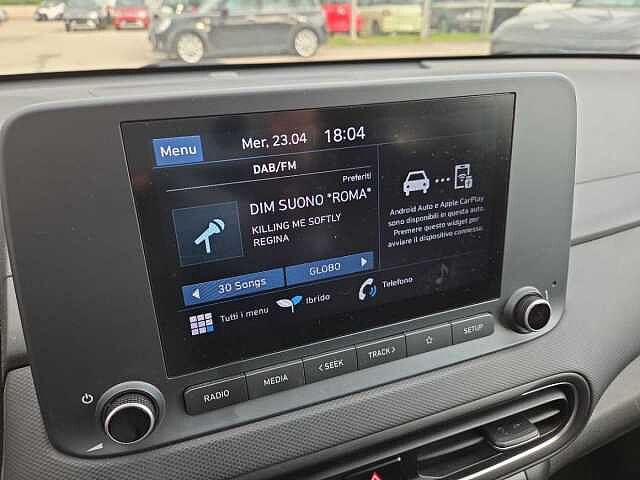 Menu
Mer, 23.04
18:04
DAB/FM
Preferiti
DIM SUONO *ROMA*
KILLING ME SOFTLY
REGINA
30 Songs
GLOBO
Android Auto e Apple CarPlay
sono disponibili in questa auto.
Premere questo widget per
avviare il dispositivo connesso.
Tutti i menu
Ibrido
Telefono
RADIO
MEDIA
< SEEK
TRACK >
SETUP